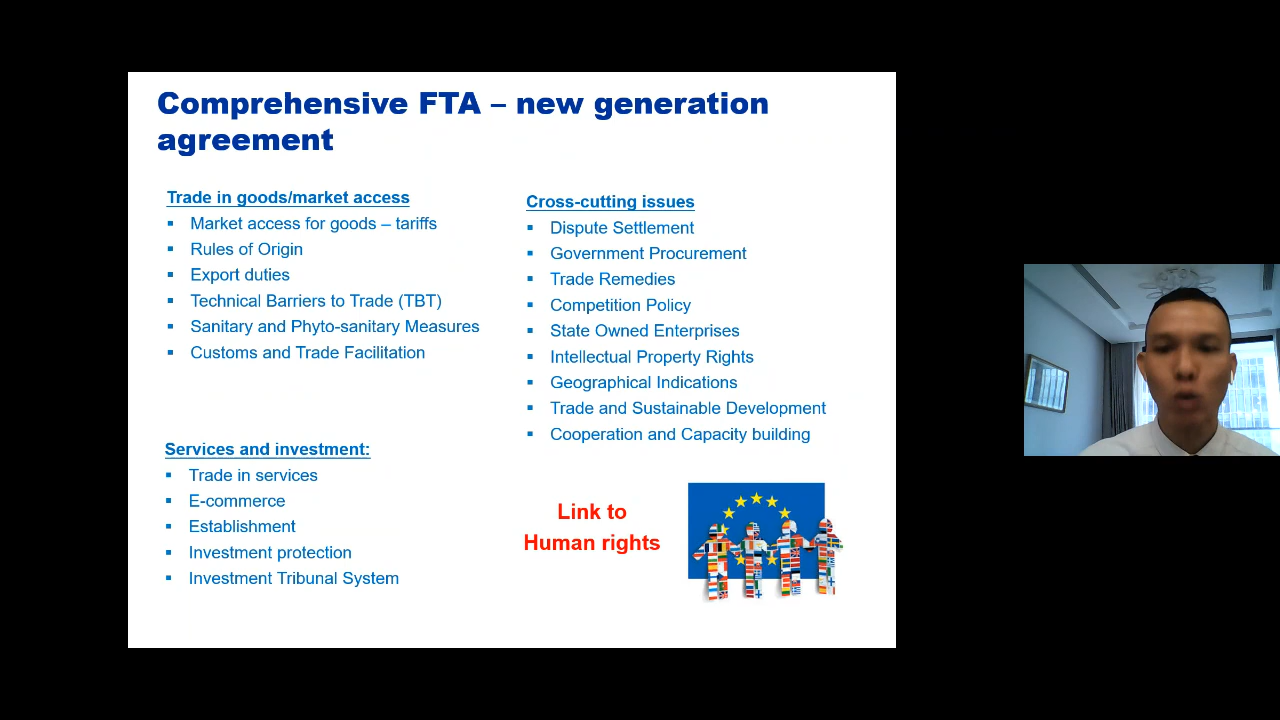 Comprehensive FTA – new generation
agreement
Trade in goods/market access
▪ Market access for goods – tariffs
▪ Rules of Origin
▪ Export duties
▪ Technical Barriers to Trade (TBT)
▪ Sanitary and Phyto-sanitary Measures
▪ Customs and Trade Facilitation
Services and investment:
▪ Trade in services
▪ E-commerce
▪ Establishment
▪ Investment protection
▪ Investment Tribunal System
Cross-cutting issues
▪ Dispute Settlement
▪ Government Procurement
▪ Trade Remedies
▪ Competition Policy
▪ State Owned Enterprises
▪ Intellectual Property Rights
▪ Geographical Indications
▪ Trade and Sustainable Development
▪ Cooperation and Capacity building
Link to
Human rights